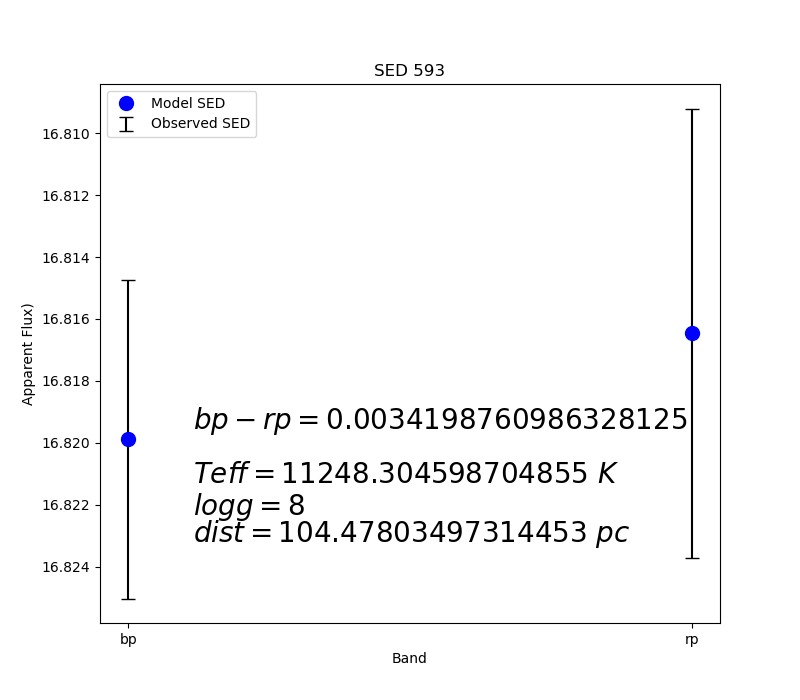 SED 593
Model SED
Observed SED
16.810
16.812
16.814
16.816
16.818
16.820
16.822
16.824
Apparent Flux)
bp − rp = 0.0034198760986328125
Teff = 11248.304598704855 K
logg = 8
dist = 104.47803497314453 pc
bp
rp
Band